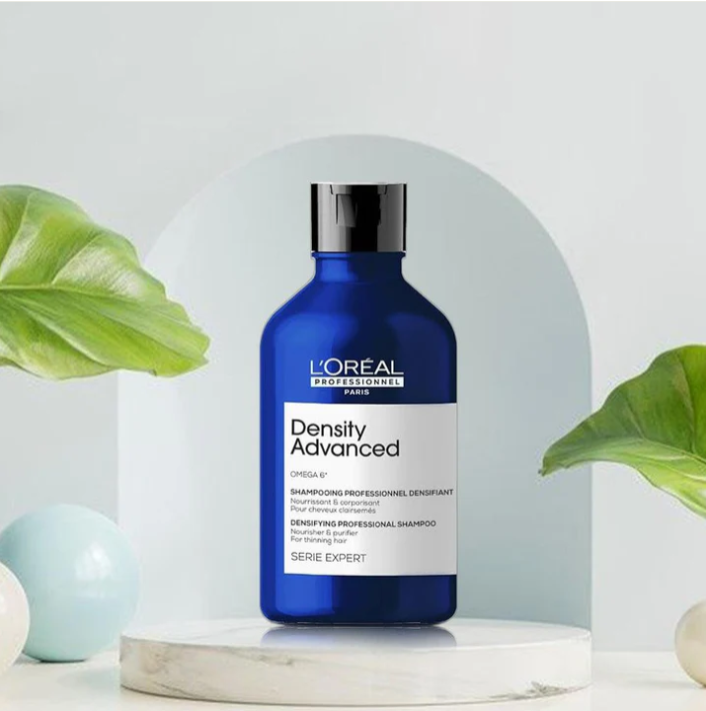 L'ORÉAL
PROFESSIONNEL
PARIS
Density
Advanced
OMEGA 6*
SHAMPOOING PROFESSIONNEL DENSIFIANT
Nourrissant & corporisant
Pour cheveux clairsemés
DENSIFYING PROFESSIONAL SHAMPOO
Nourisher & purifier
For thinning hair
SERIE EXPERT